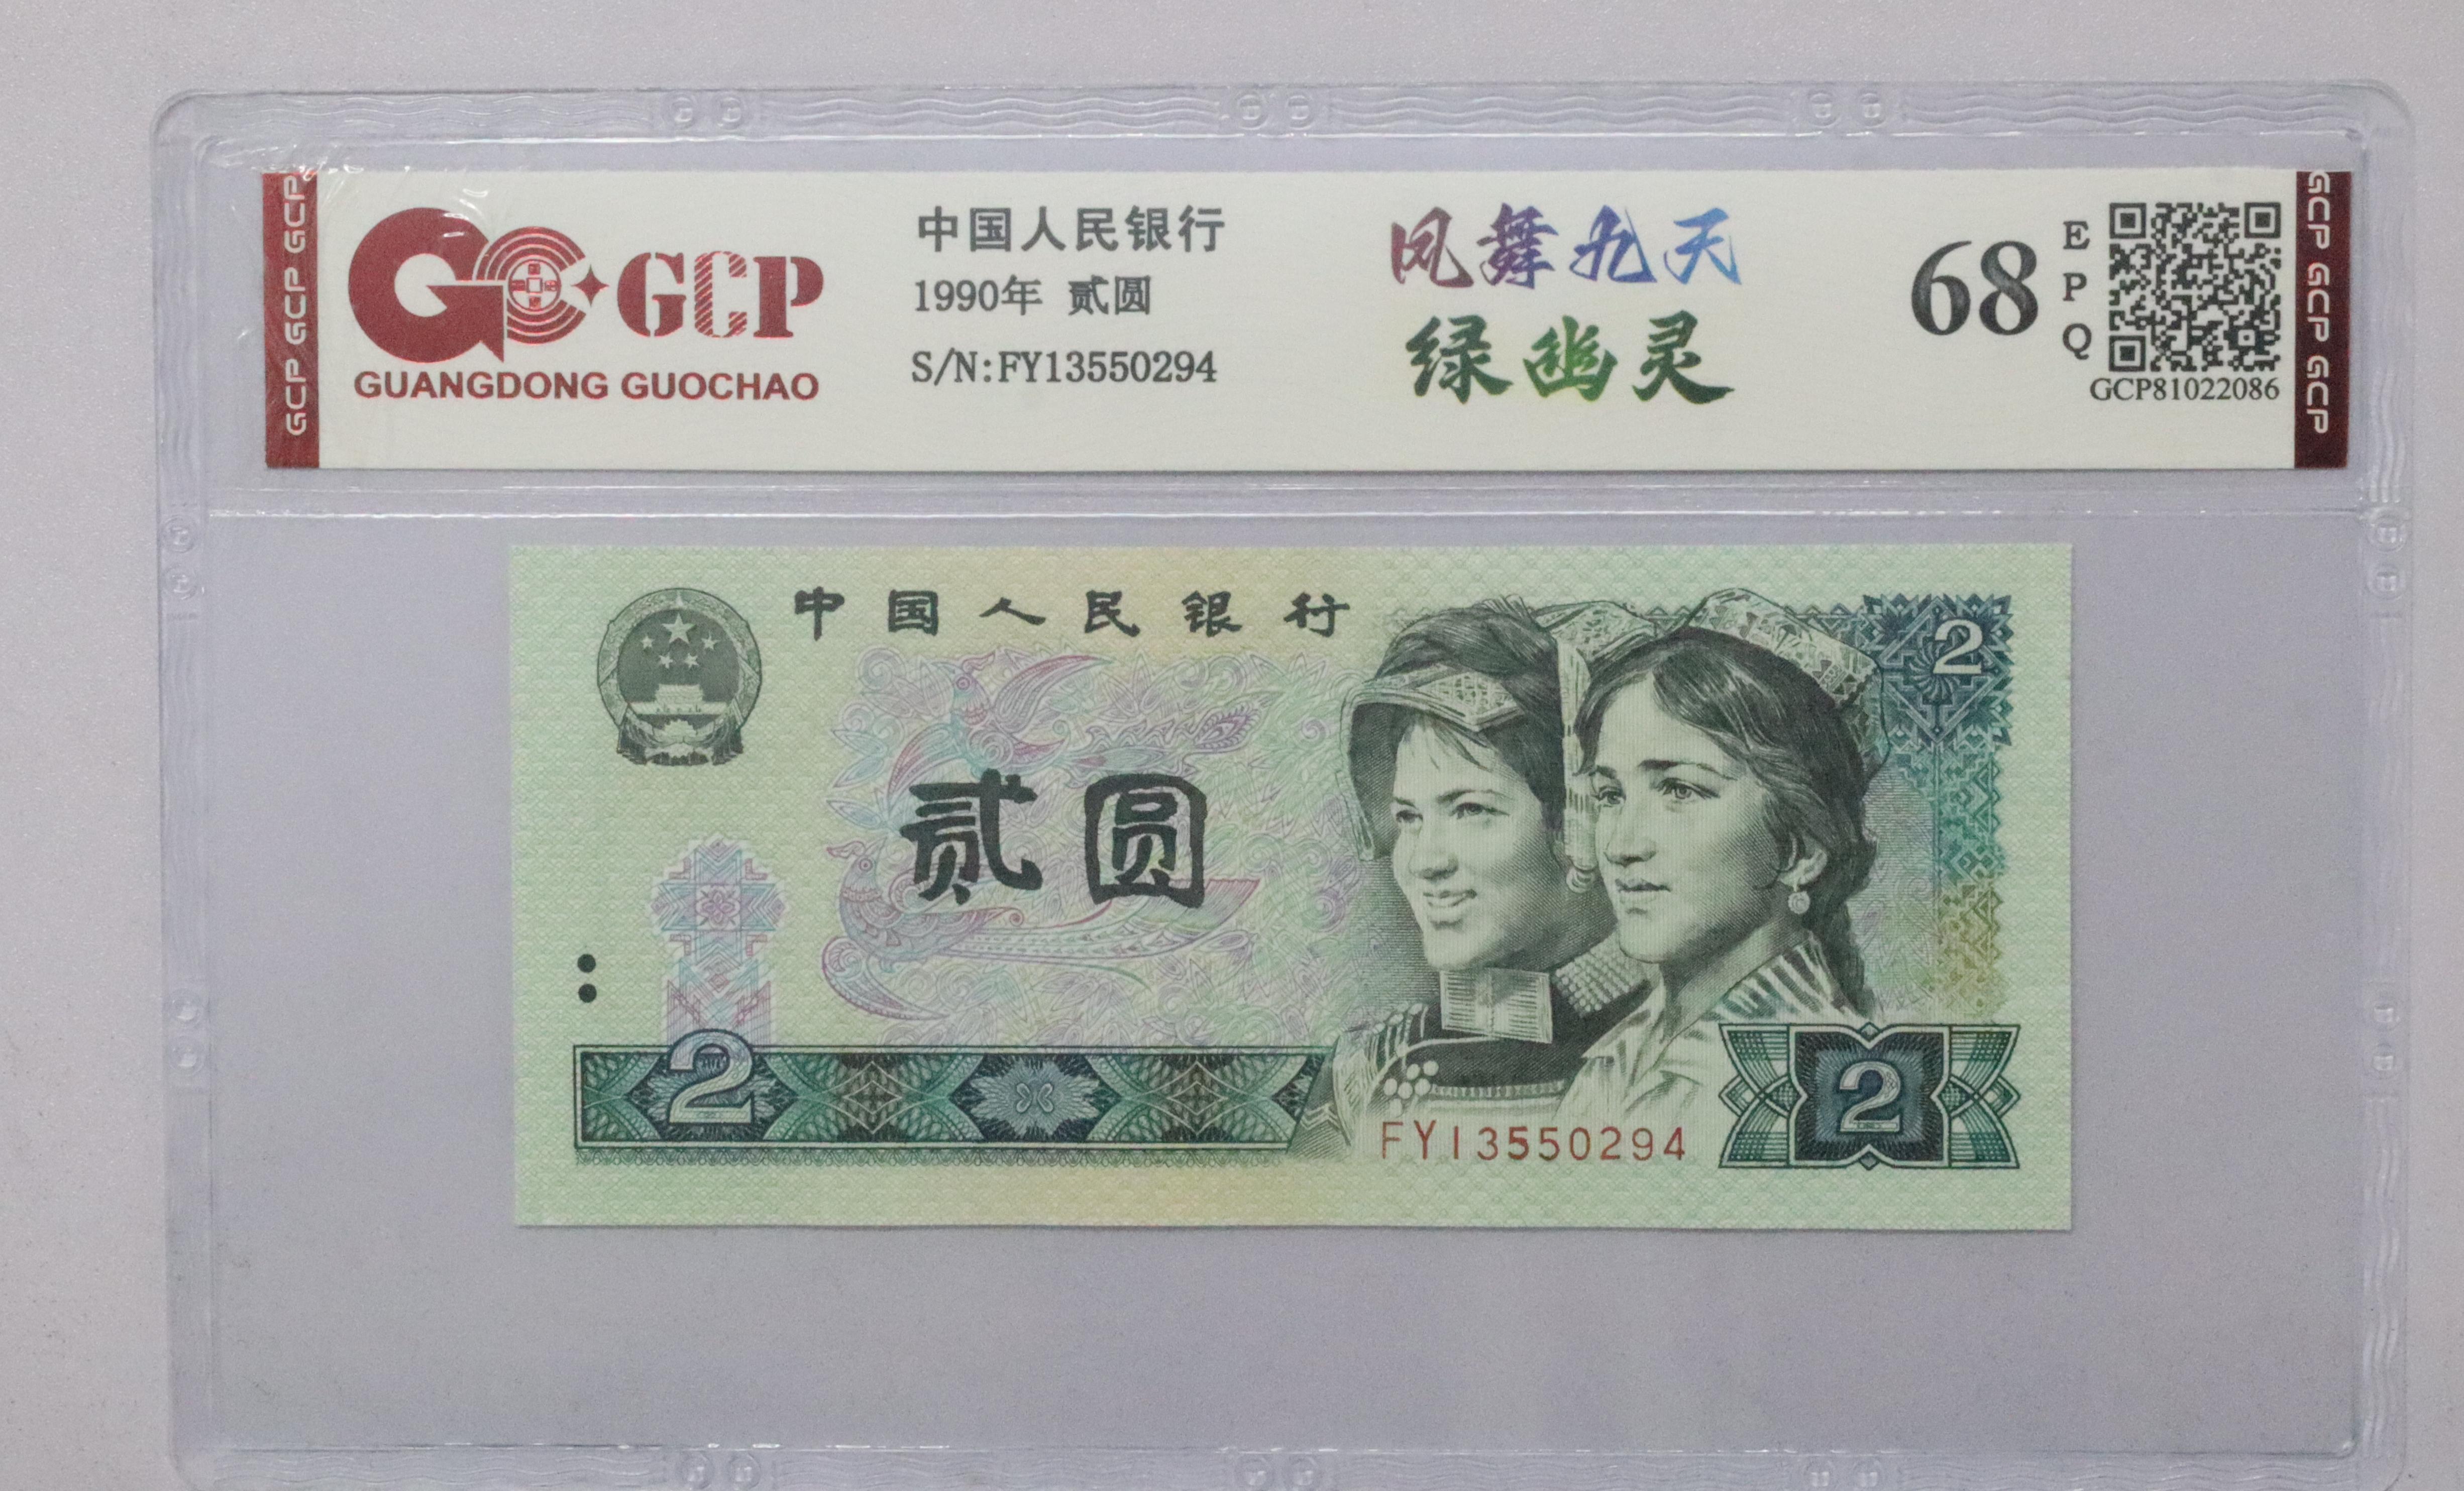 GCP GCP GCP
GCP
GUANGDONG GUOCHAO
中国人民银行
1990年 贰圆
S/N:FY13550294
凤舞九天
绿幽灵
68
E
P
Q
GCP81022086
GCP GCP GCP
中国人民银行
2
贰圆
2
2
FY13550294